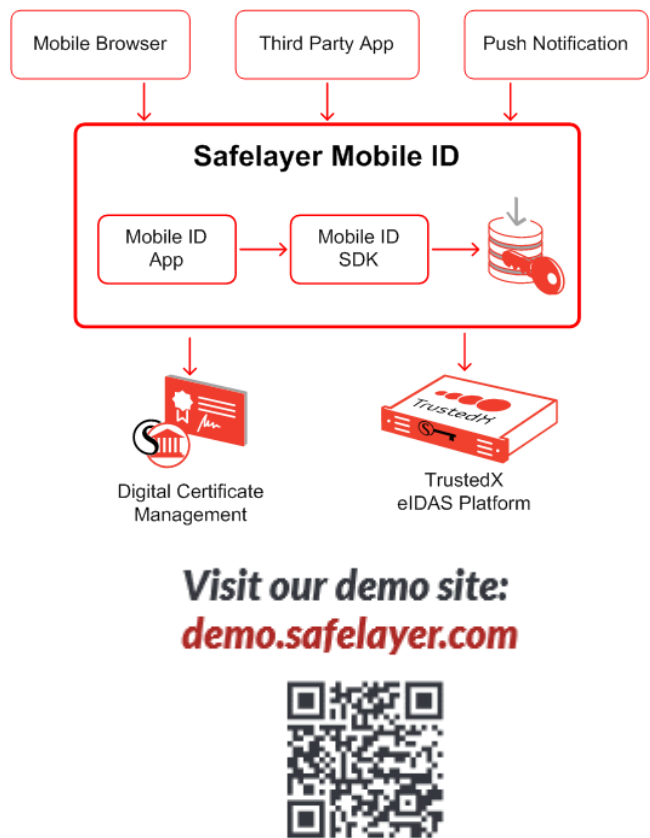 Mobile Browser
Third Party App
Push Notification
Safelayer Mobile ID
Mobile ID
App
Mobile ID
SDK
TrustedX
Digital Certificate
Management
TrustedX
eIDAS Platform
Visit our demo site:
demo.safelayer.com